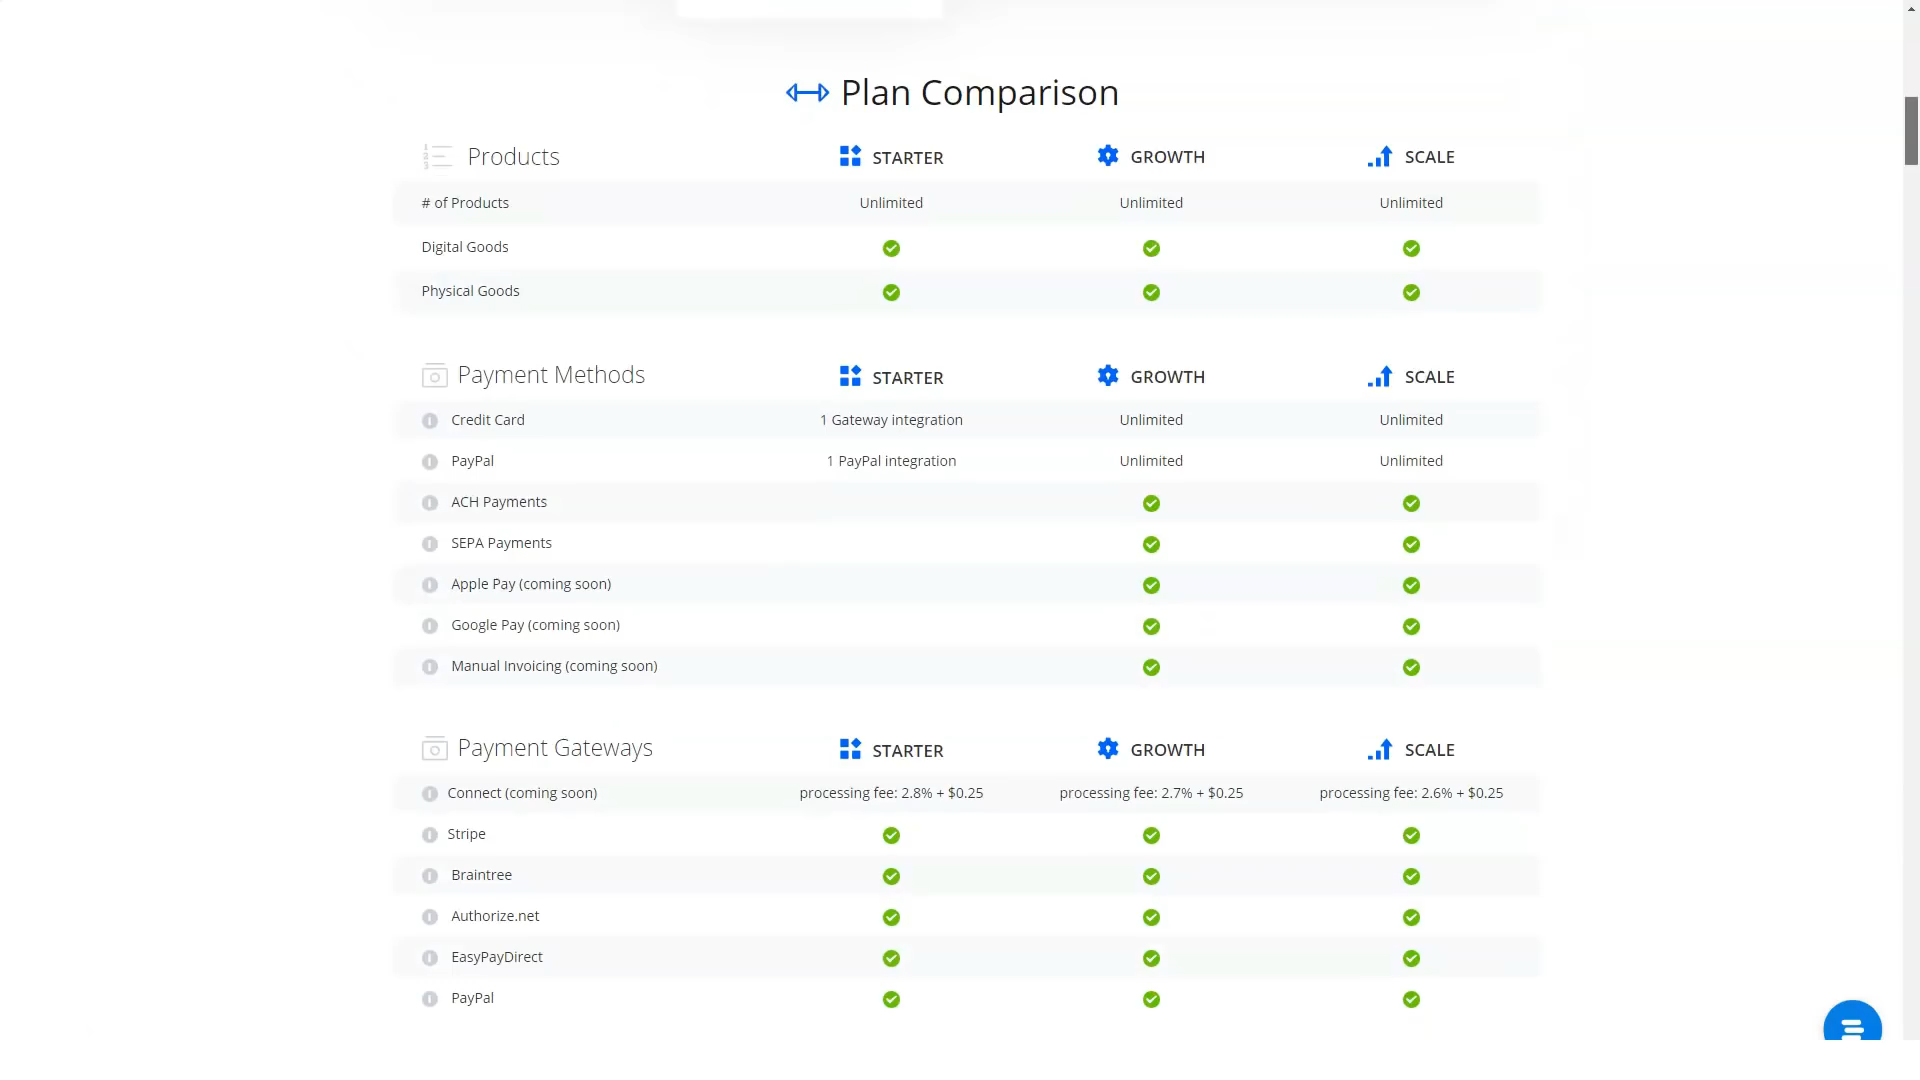 Plan Comparison
Products STARTER GROWTH SCALE
# of Products Unlimited Unlimited Unlimited
Digital Goods
Physical Goods
Payment Methods STARTER GROWTH SCALE
Credit Card 1 Gateway integration Unlimited Unlimited
PayPal 1 PayPal integration Unlimited Unlimited
ACH Payments
SEPA Payments
Apple Pay (coming soon)
Google Pay (coming soon)
Manual Invoicing (coming soon)
Payment Gateways STARTER GROWTH SCALE
Connect (coming soon) processing fee: 2.8% + $0.25 processing fee: 2.7% + $0.25 processing fee: 2.6% + $0.25
Stripe
Braintree
Authorize.net
EasyPayDirect
PayPal